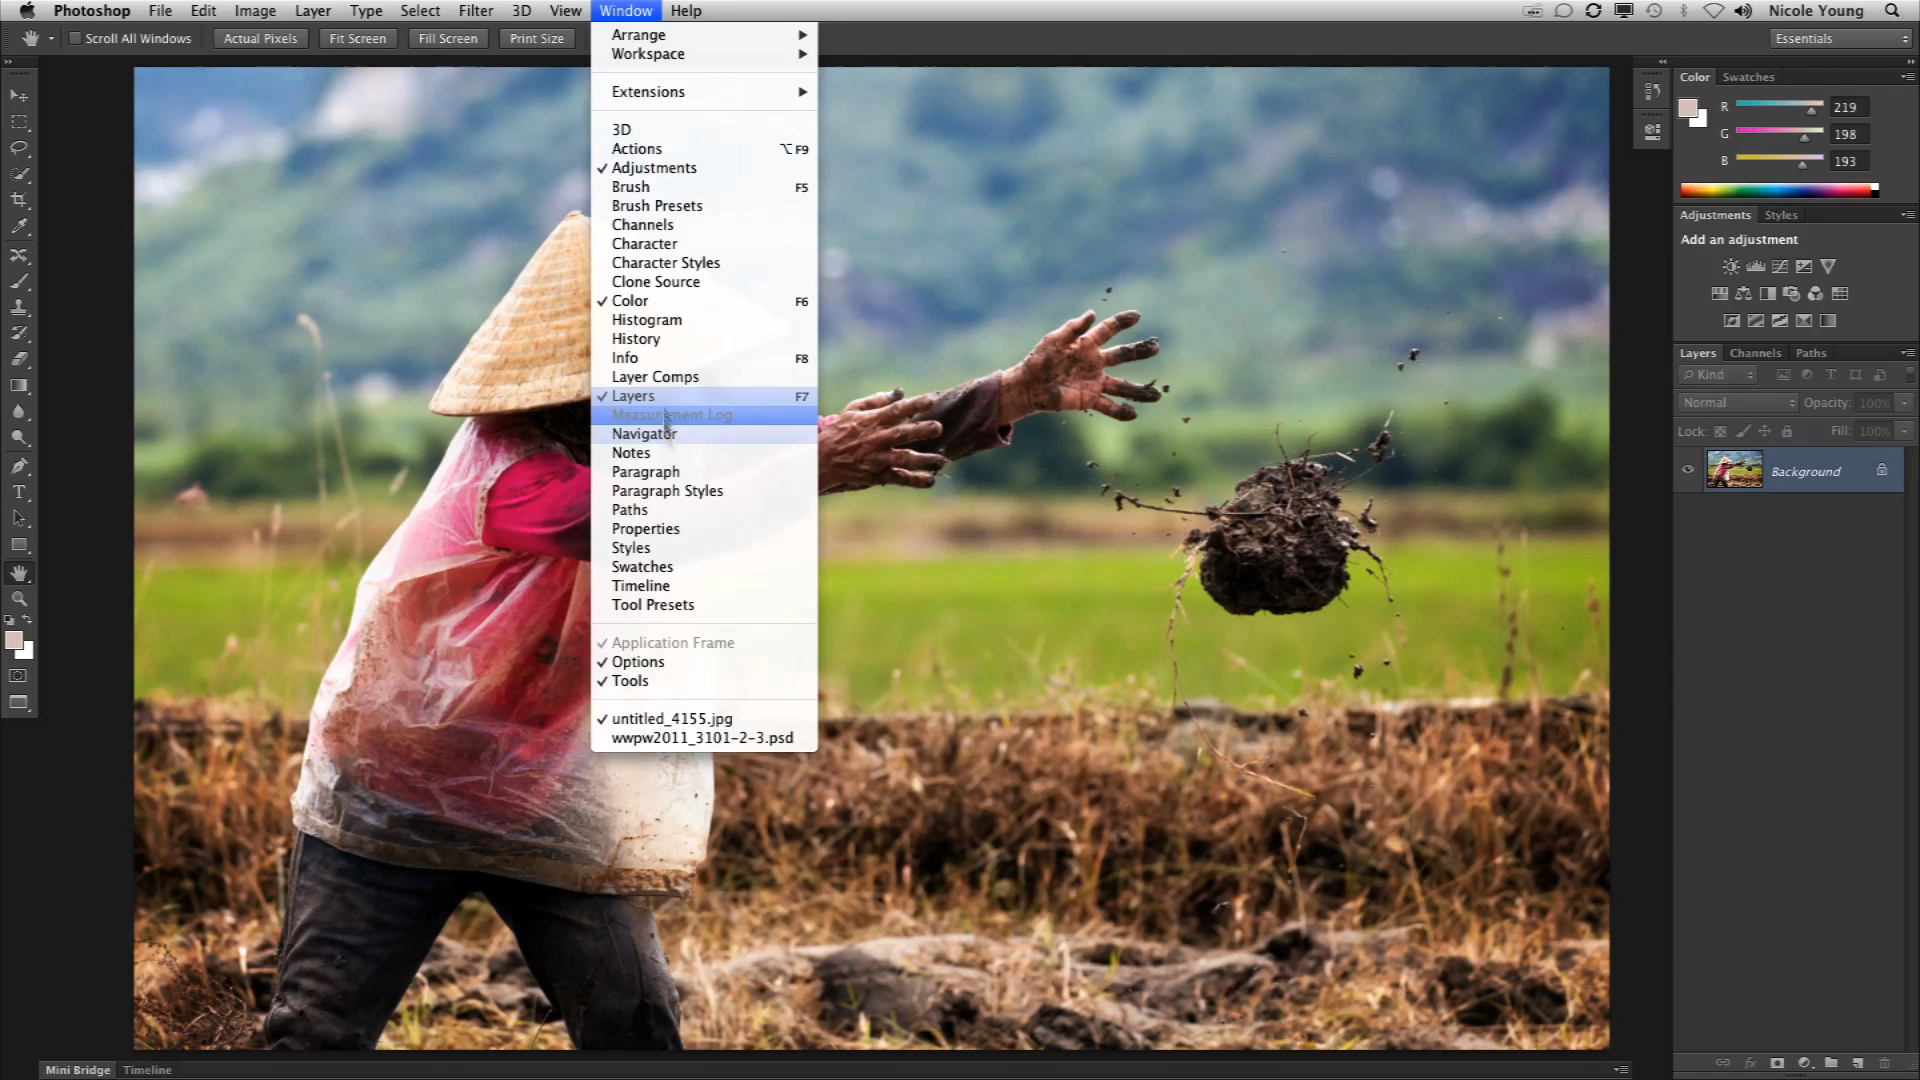 Photoshop File Edit Image Layer Type Select Filter 3D View Window Help Nicole Young
Scroll All Windows Actual Pixels Fit Screen Fill Screen Print Size Essentials
Arrange
Workspace
Extensions
3D
Actions ⌥F9
✓ Adjustments
Brush F5
Brush Presets
Channels
Character
Character Styles
Clone Source
✓ Color F6
Histogram
History
Info F8
Layer Comps
✓ Layers F7
Measurement Log
Navigator
Notes
Paragraph
Paragraph Styles
Paths
Properties
Styles
Swatches
Timeline
Tool Presets
✓ Application Frame
✓ Options
✓ Tools
✓ untitled_4155.jpg
wwpw2011_3101-2-3.psd
Color Swatches
R 219
G 198
B 193
Adjustments Styles
Add an adjustment
Layers Channels Paths
Kind
Normal Opacity: 100%
Lock: Fill: 100%
Background
Mini Bridge Timeline